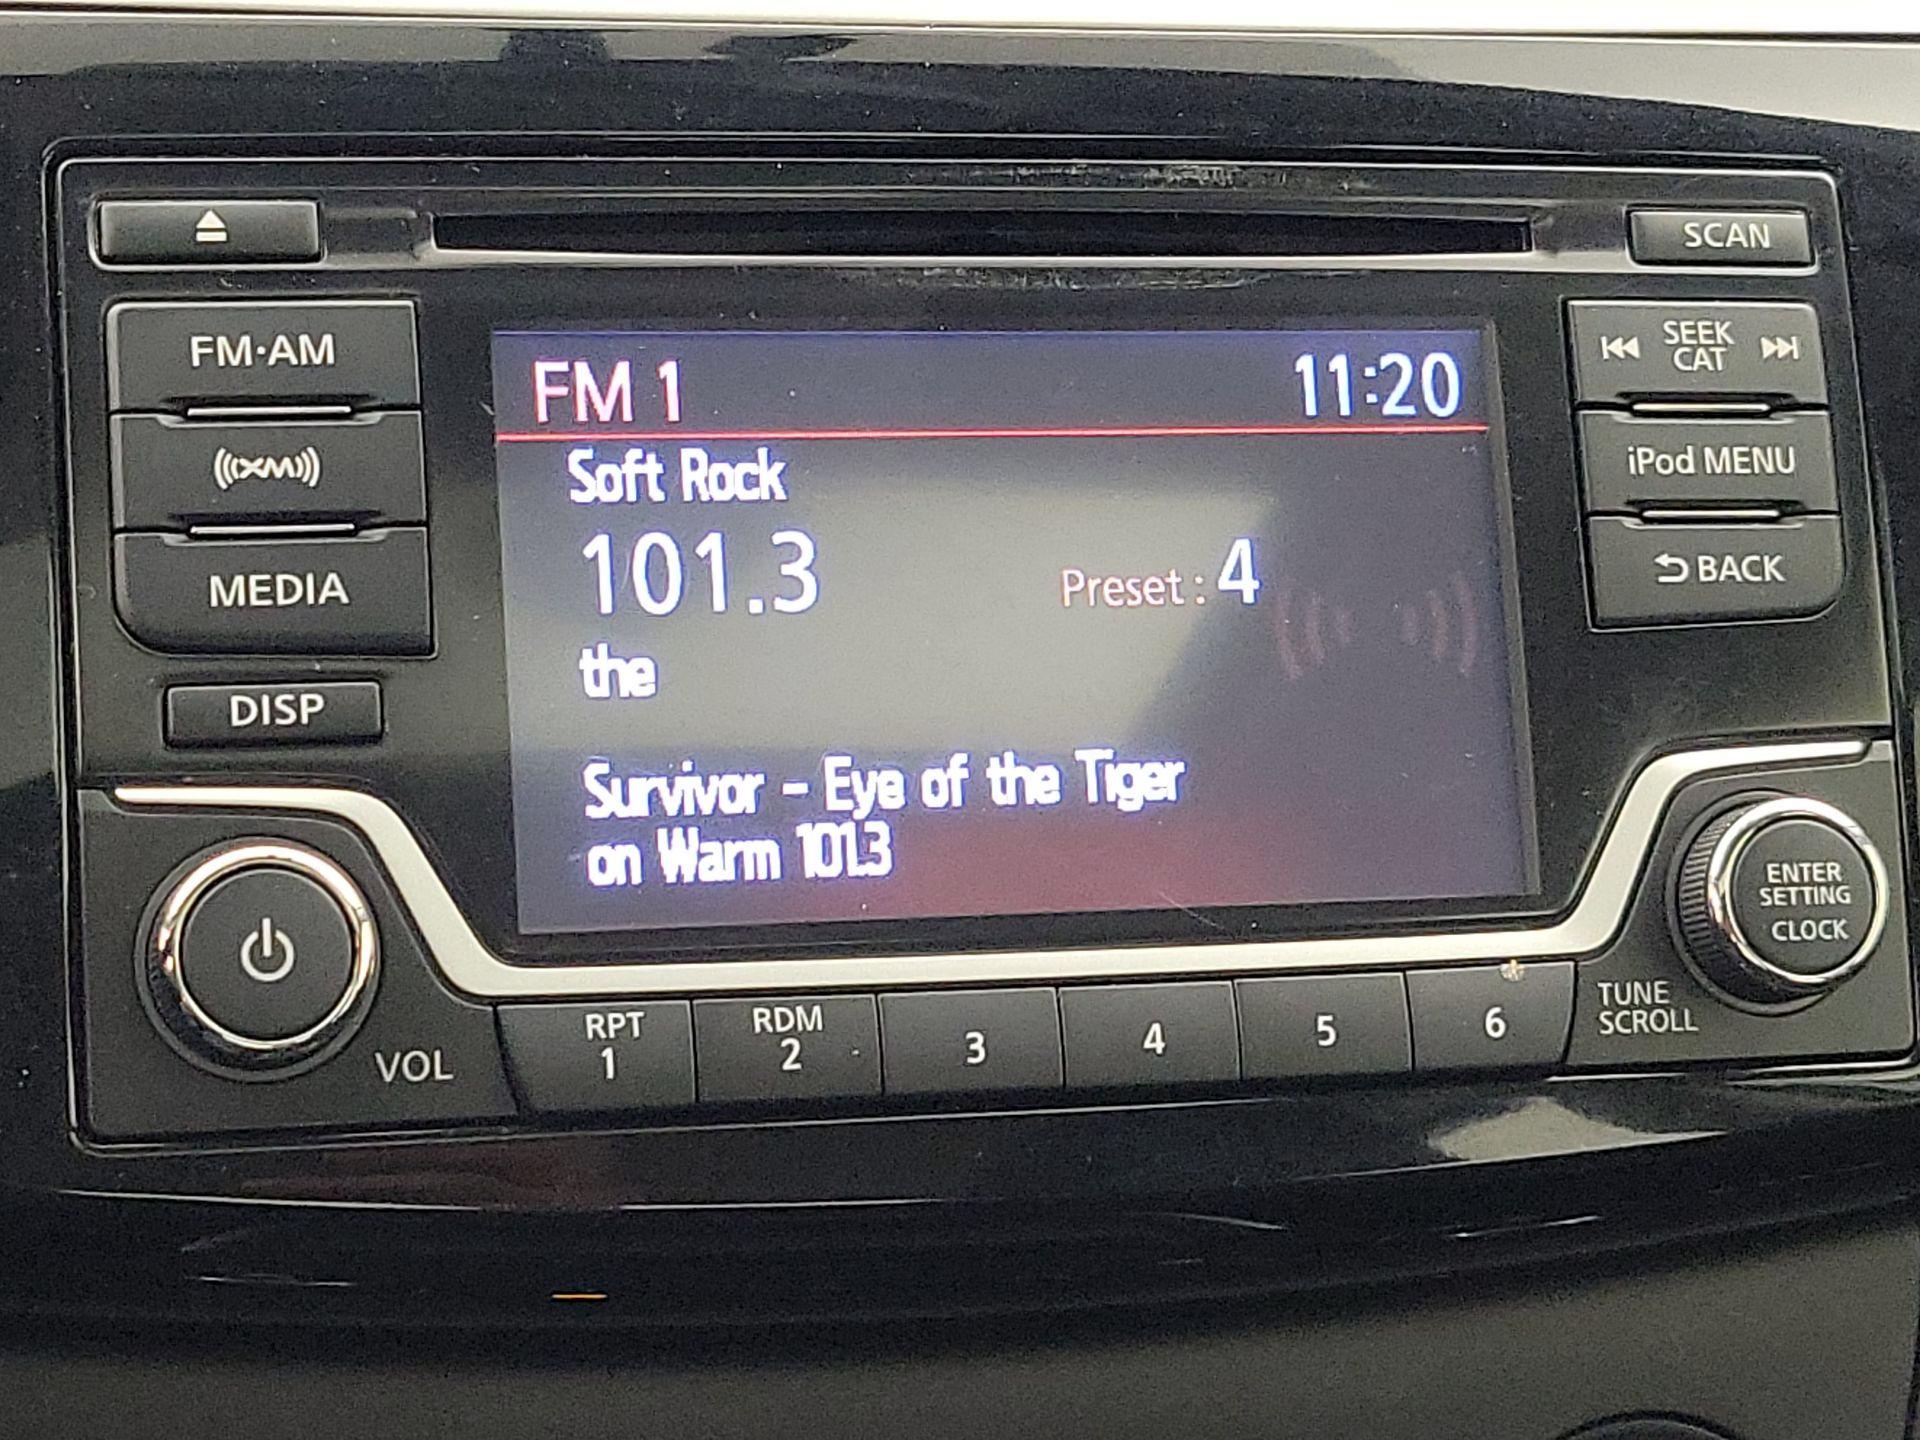 SCAN
FM·AM
SEEK
CAT
XM
iPod MENU
MEDIA
BACK
DISP
FM 1 11:20
Soft Rock
101.3 Preset : 4
the
Survivor - Eye of the Tiger
on Warm 101.3
ENTER
SETTING
CLOCK
VOL
TUNE
SCROLL
RPT
1
RDM
2
3
4
5
6